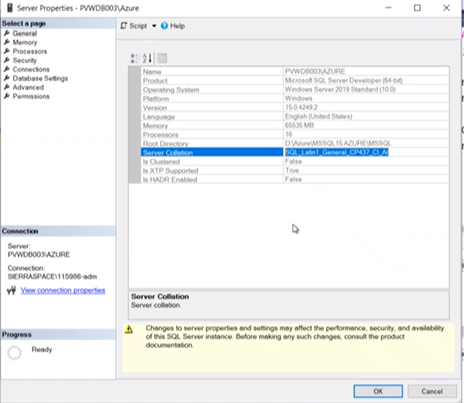 Server Properties - PVWDB003\Azure
Select a page
General
Memory
Processors
Security
Connections
Database Settings
Advanced
Permissions
Script
Help
Name PVWDB003\AZURE
Product Microsoft SQL Server Developer (64-bit)
Operating System Windows Server 2019 Standard (10.0)
Platform Windows
Version 15.0.4249.2
Language English (United States)
Memory 65535 MB
Processors 16
Root Directory D:\Azure\MSSQL15.AZURE\MSSQL
Server Collation SQL_Latin1_General_CP437_CI_AI
Is Clustered False
Is XTP Supported True
Is HADR Enabled False
Connection
Server:
PVWDB003\AZURE
Connection:
SIERRASPACE\115986-adm
View connection properties
Progress
Ready
Server Collation
Server collation.
Changes to server properties and settings may affect the performance, security, and availability
of this SQL Server instance. Before making any such changes, consult the product
documentation.
OK
Cancel